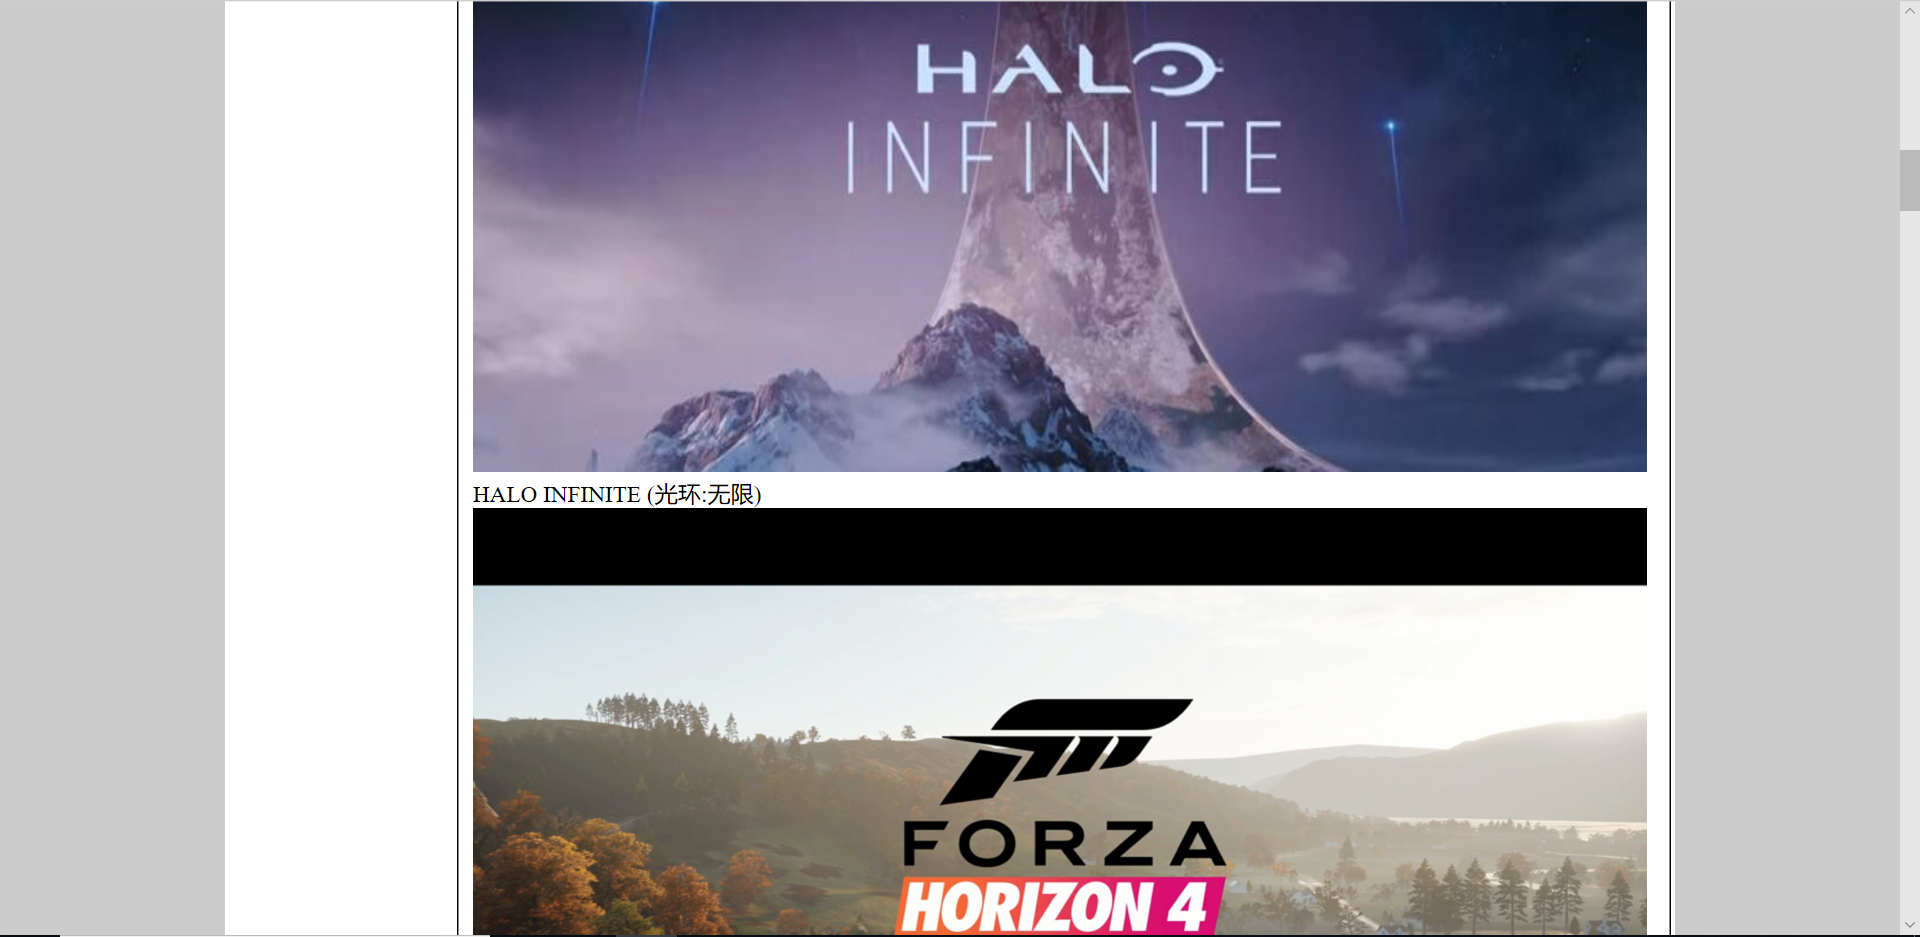 HALO
INFINITE
HALO INFINITE (光环:无限)
FORZA
HORIZON 4